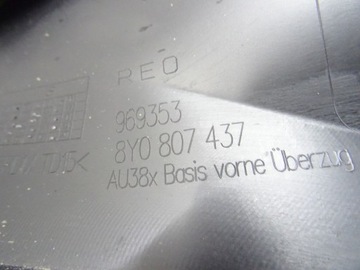 REO
969353
8Y0 807 437
AU38x Basis vorne Überzug